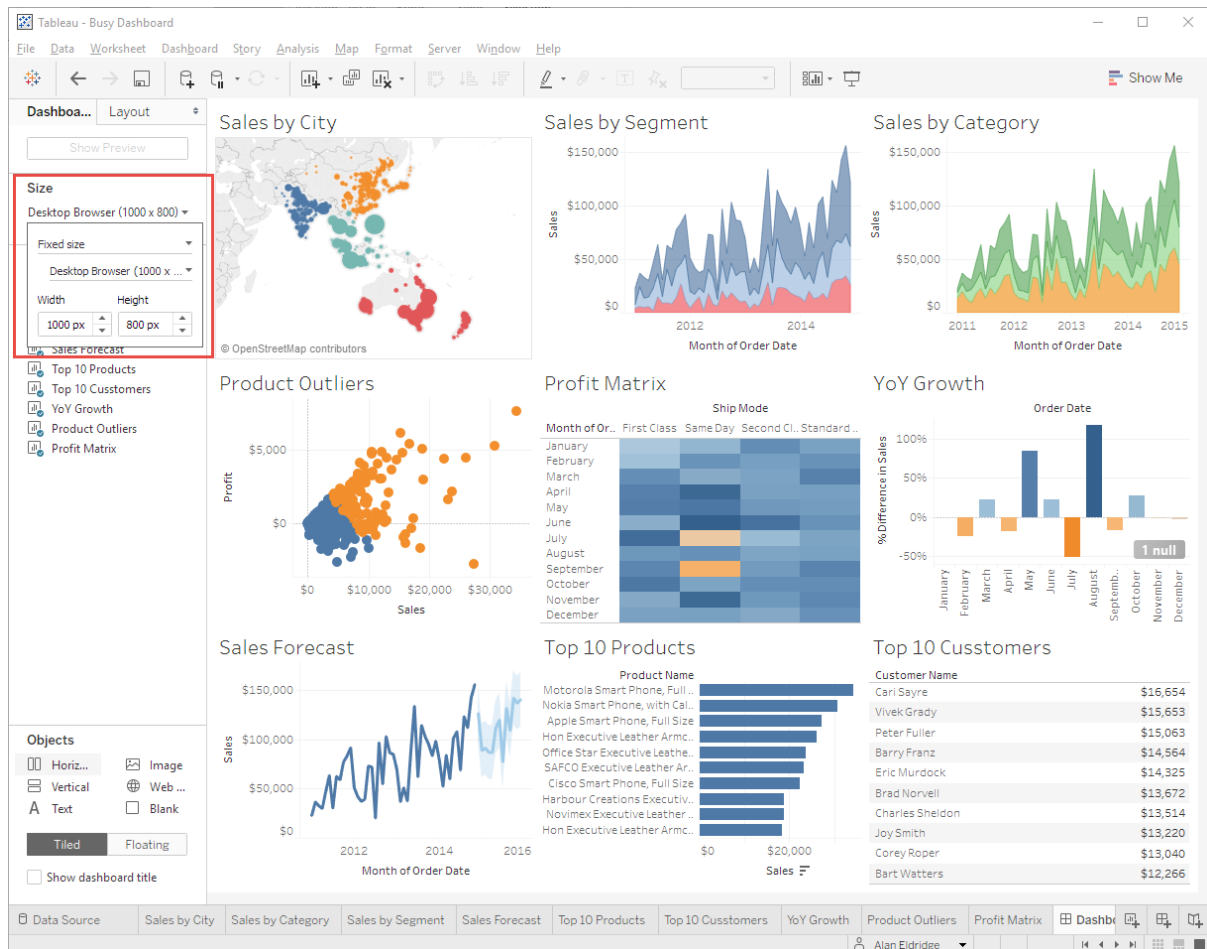 Tableau - Busy Dashboard
File Data Worksheet Dashboard Story Analysis Map Format Server Window Help
Show Me
Dashboa... Layout
Show Preview
Size
Desktop Browser (1000 x 800)
Fixed size
Desktop Browser (1000 x ...
Width Height
1000 px 800 px
Sales Forecast
Top 10 Products
Top 10 Cusstomers
YoY Growth
Product Outliers
Profit Matrix
Objects
Horiz... Image
Vertical Web ...
A Text Blank
Tiled Floating
Show dashboard title
Sales by City
© OpenStreetMap contributors
Sales by Segment
$150,000
$100,000
$50,000
$0
Sales
2012 2014
Month of Order Date
Sales by Category
$150,000
$100,000
$50,000
$0
Sales
2011 2012 2013 2014 2015
Month of Order Date
Product Outliers
$5,000
$0
Profit
$0 $10,000 $20,000 $30,000
Sales
Profit Matrix
Ship Mode
Month of Or.. First Class Same Day Second Cl.. Standard ..
January
February
March
April
May
June
July
August
September
October
November
December
YoY Growth
Order Date
100%
50%
0%
-50%
% Difference in Sales
1 null
January February March April May June July August Septemb.. October November December
Sales Forecast
$150,000
$100,000
$50,000
$0
Sales
2012 2014 2016
Month of Order Date
Top 10 Products
Product Name
Motorola Smart Phone, Full ..
Nokia Smart Phone, with Cal..
Apple Smart Phone, Full Size
Hon Executive Leather Armc..
Office Star Executive Leathe..
SAFCO Executive Leather Ar..
Cisco Smart Phone, Full Size
Harbour Creations Executiv..
Novimex Executive Leather ..
Hon Executive Leather Armc..
$0 $20,000
Sales
Top 10 Cusstomers
Customer Name
Cari Sayre $16,654
Vivek Grady $15,653
Peter Fuller $15,063
Barry Franz $14,564
Eric Murdock $14,325
Brad Norvell $13,672
Charles Sheldon $13,514
Joy Smith $13,220
Corey Roper $13,040
Bart Watters $12,266
Data Source Sales by City Sales by Category Sales by Segment Sales Forecast Top 10 Products Top 10 Cusstomers YoY Growth Product Outliers Profit Matrix Dashbo
Alan Eldridge